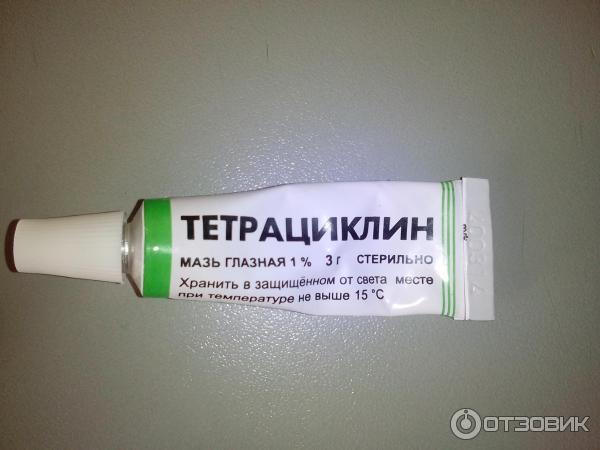 ТЕТРАЦИКЛИН
МАЗЬ ГЛАЗНАЯ 1 % 3 г СТЕРИЛЬНО
Хранить в защищённом от света месте
при температуре не выше 15 °С
ОТЗОВИК